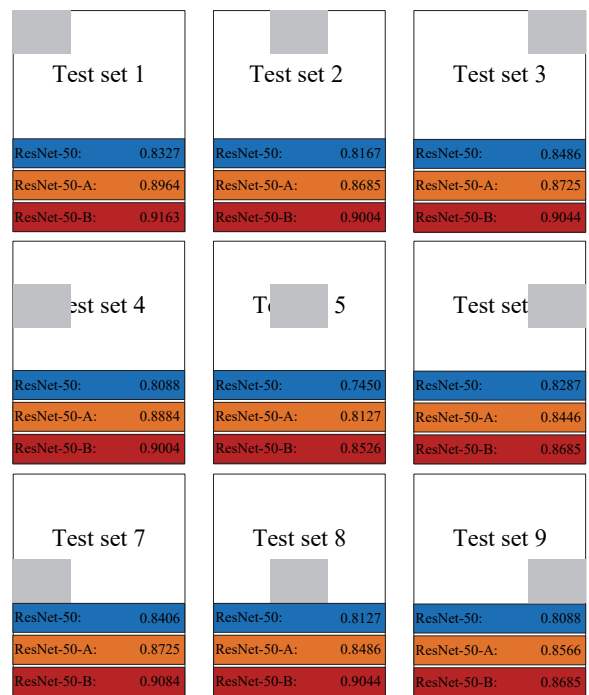 Test set 1
ResNet-50: 0.8327
ResNet-50-A: 0.8964
ResNet-50-B: 0.9163
Test set 2
ResNet-50: 0.8167
ResNet-50-A: 0.8685
ResNet-50-B: 0.9004
Test set 3
ResNet-50: 0.8486
ResNet-50-A: 0.8725
ResNet-50-B: 0.9044
est set 4
ResNet-50: 0.8088
ResNet-50-A: 0.8884
ResNet-50-B: 0.9004
5
ResNet-50: 0.7450
ResNet-50-A: 0.8127
ResNet-50-B: 0.8526
Test set
ResNet-50: 0.8287
ResNet-50-A: 0.8446
ResNet-50-B: 0.8685
Test set 7
ResNet-50: 0.8406
ResNet-50-A: 0.8725
ResNet-50-B: 0.9084
Test set 8
ResNet-50: 0.8127
ResNet-50-A: 0.8486
ResNet-50-B: 0.9044
Test set 9
ResNet-50: 0.8088
ResNet-50-A: 0.8566
ResNet-50-B: 0.8685